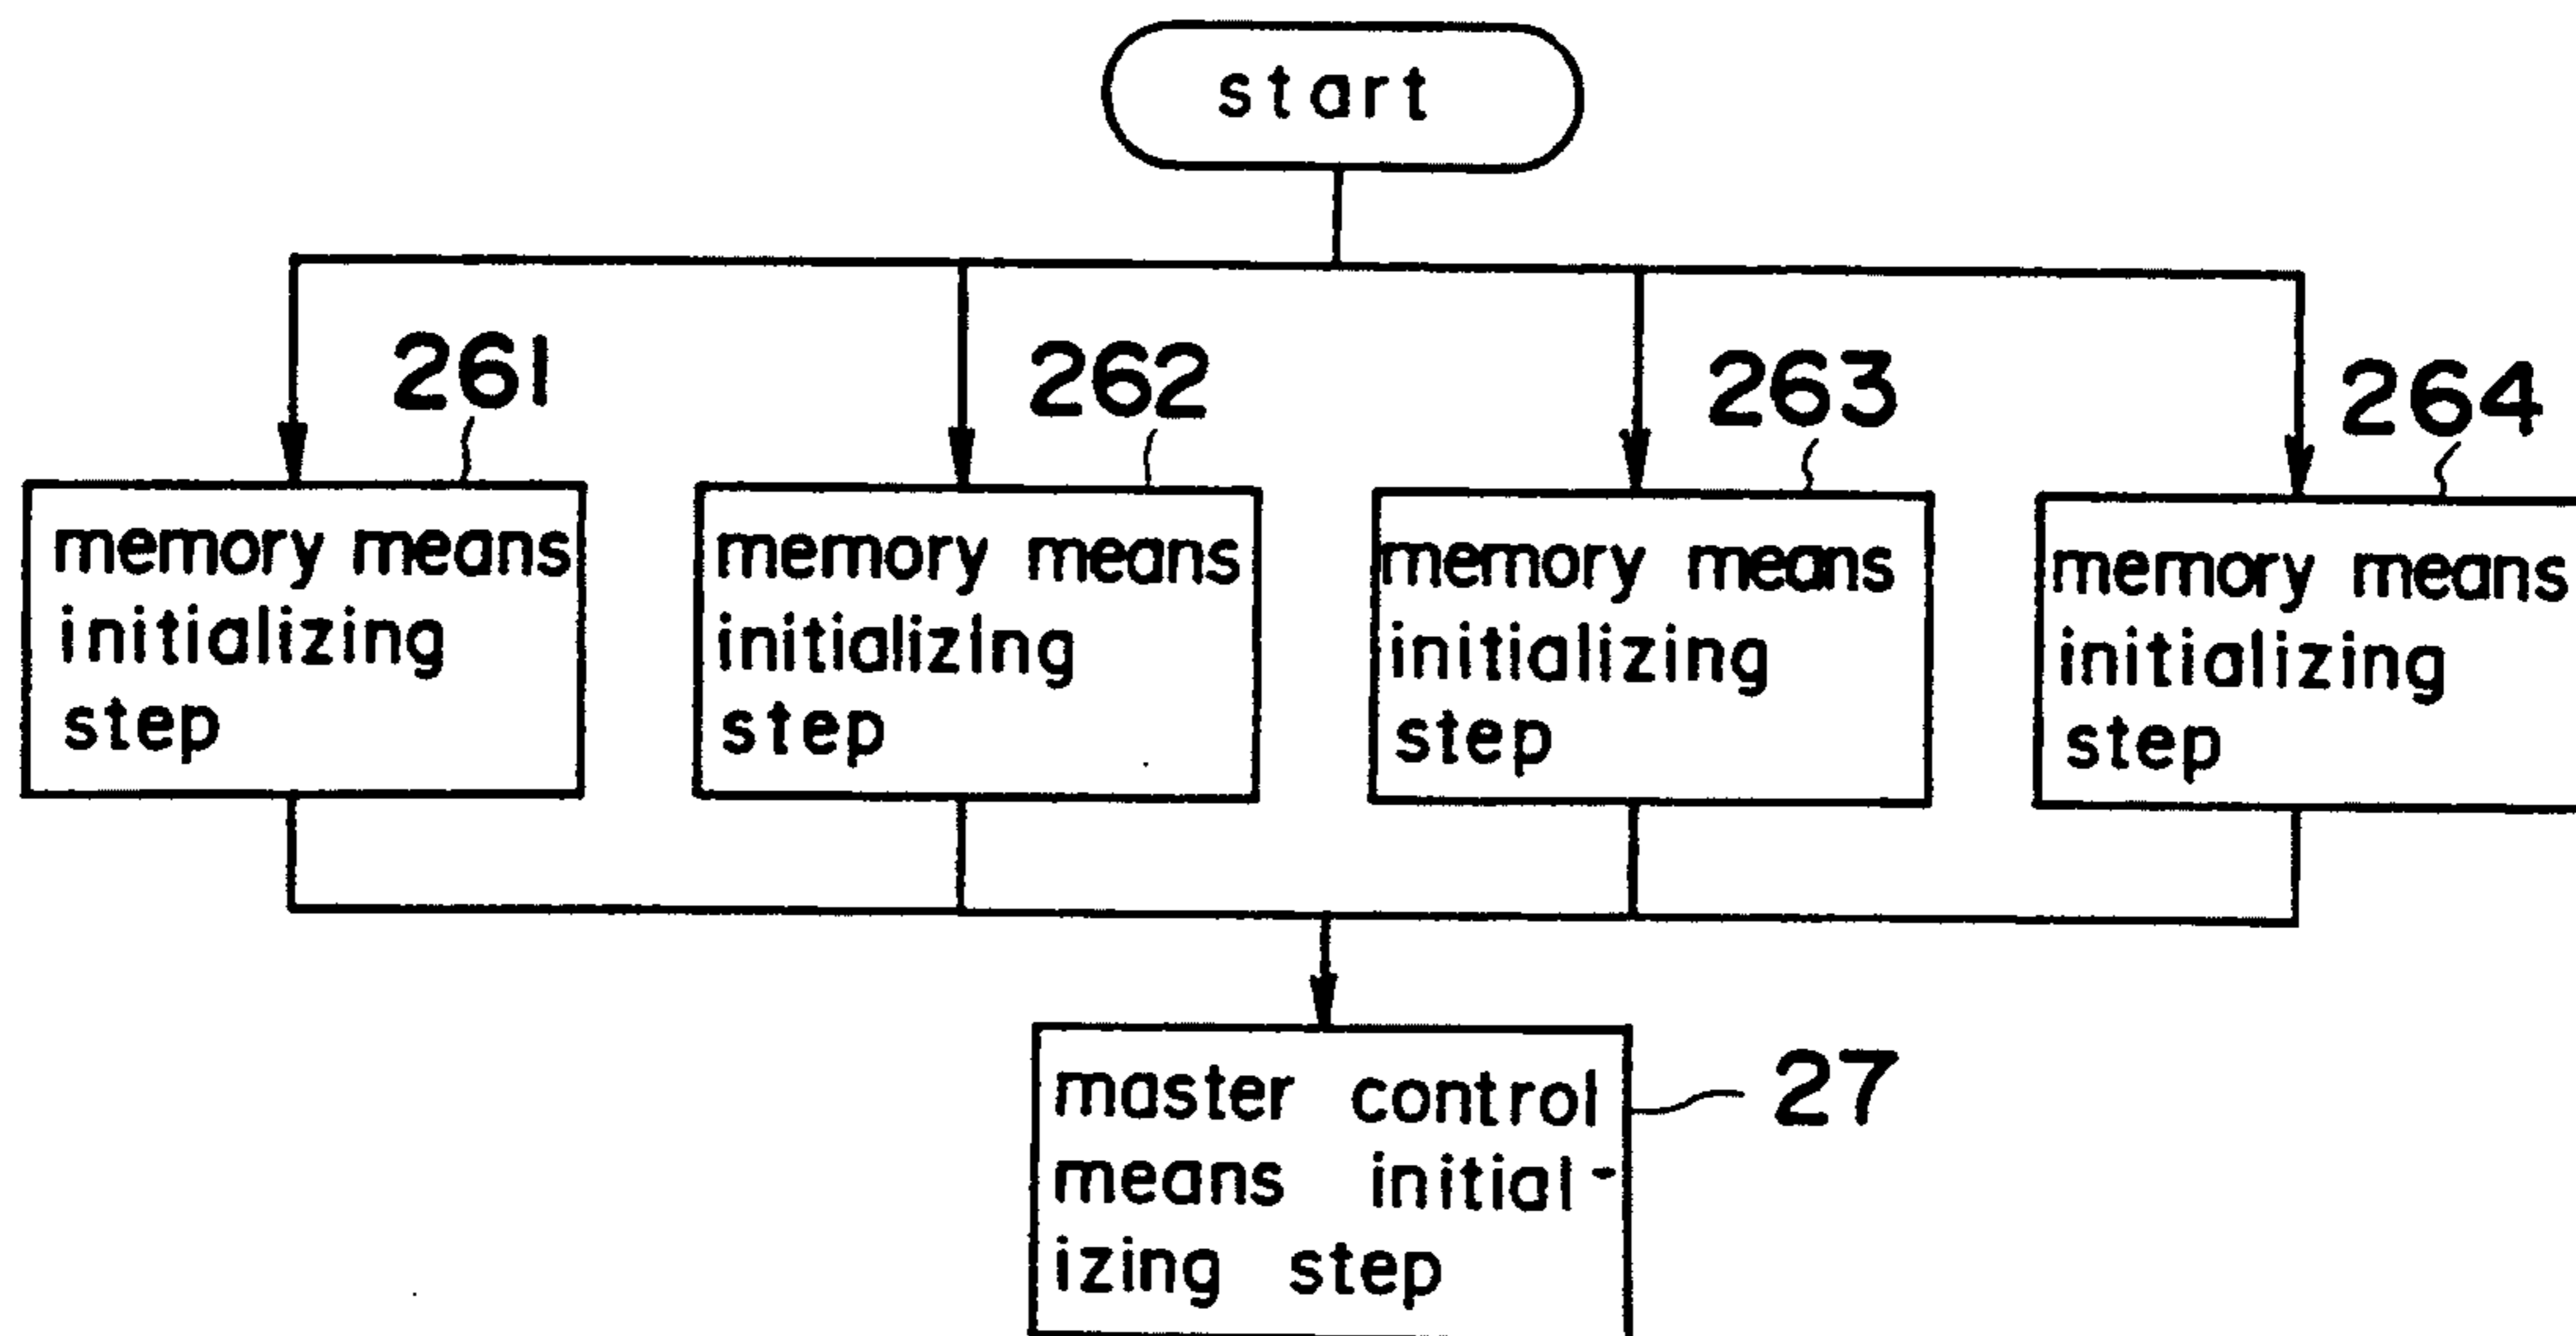 start
261
262
263
264
memory means
initializing
step
memory means
initializing
step
memory means
initializing
step
memory means
initializing
step
master control
means initial-
izing step
27